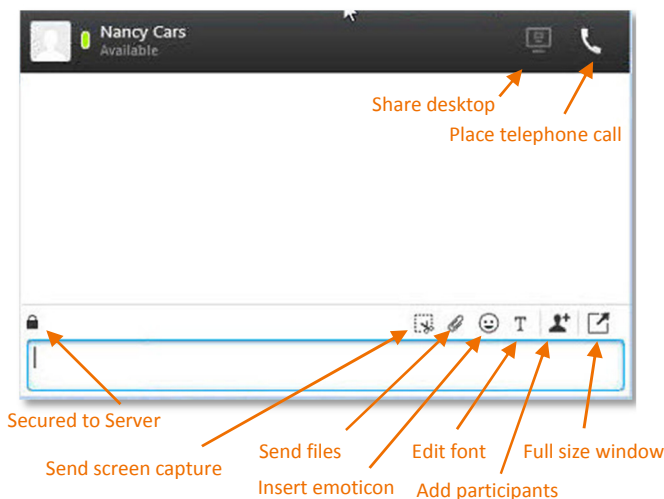 Nancy Cars
Available
Share desktop
Place telephone call
T
Secured to Server
Send files
Edit font
Full size window
Send screen capture
Insert emoticon
Add participants